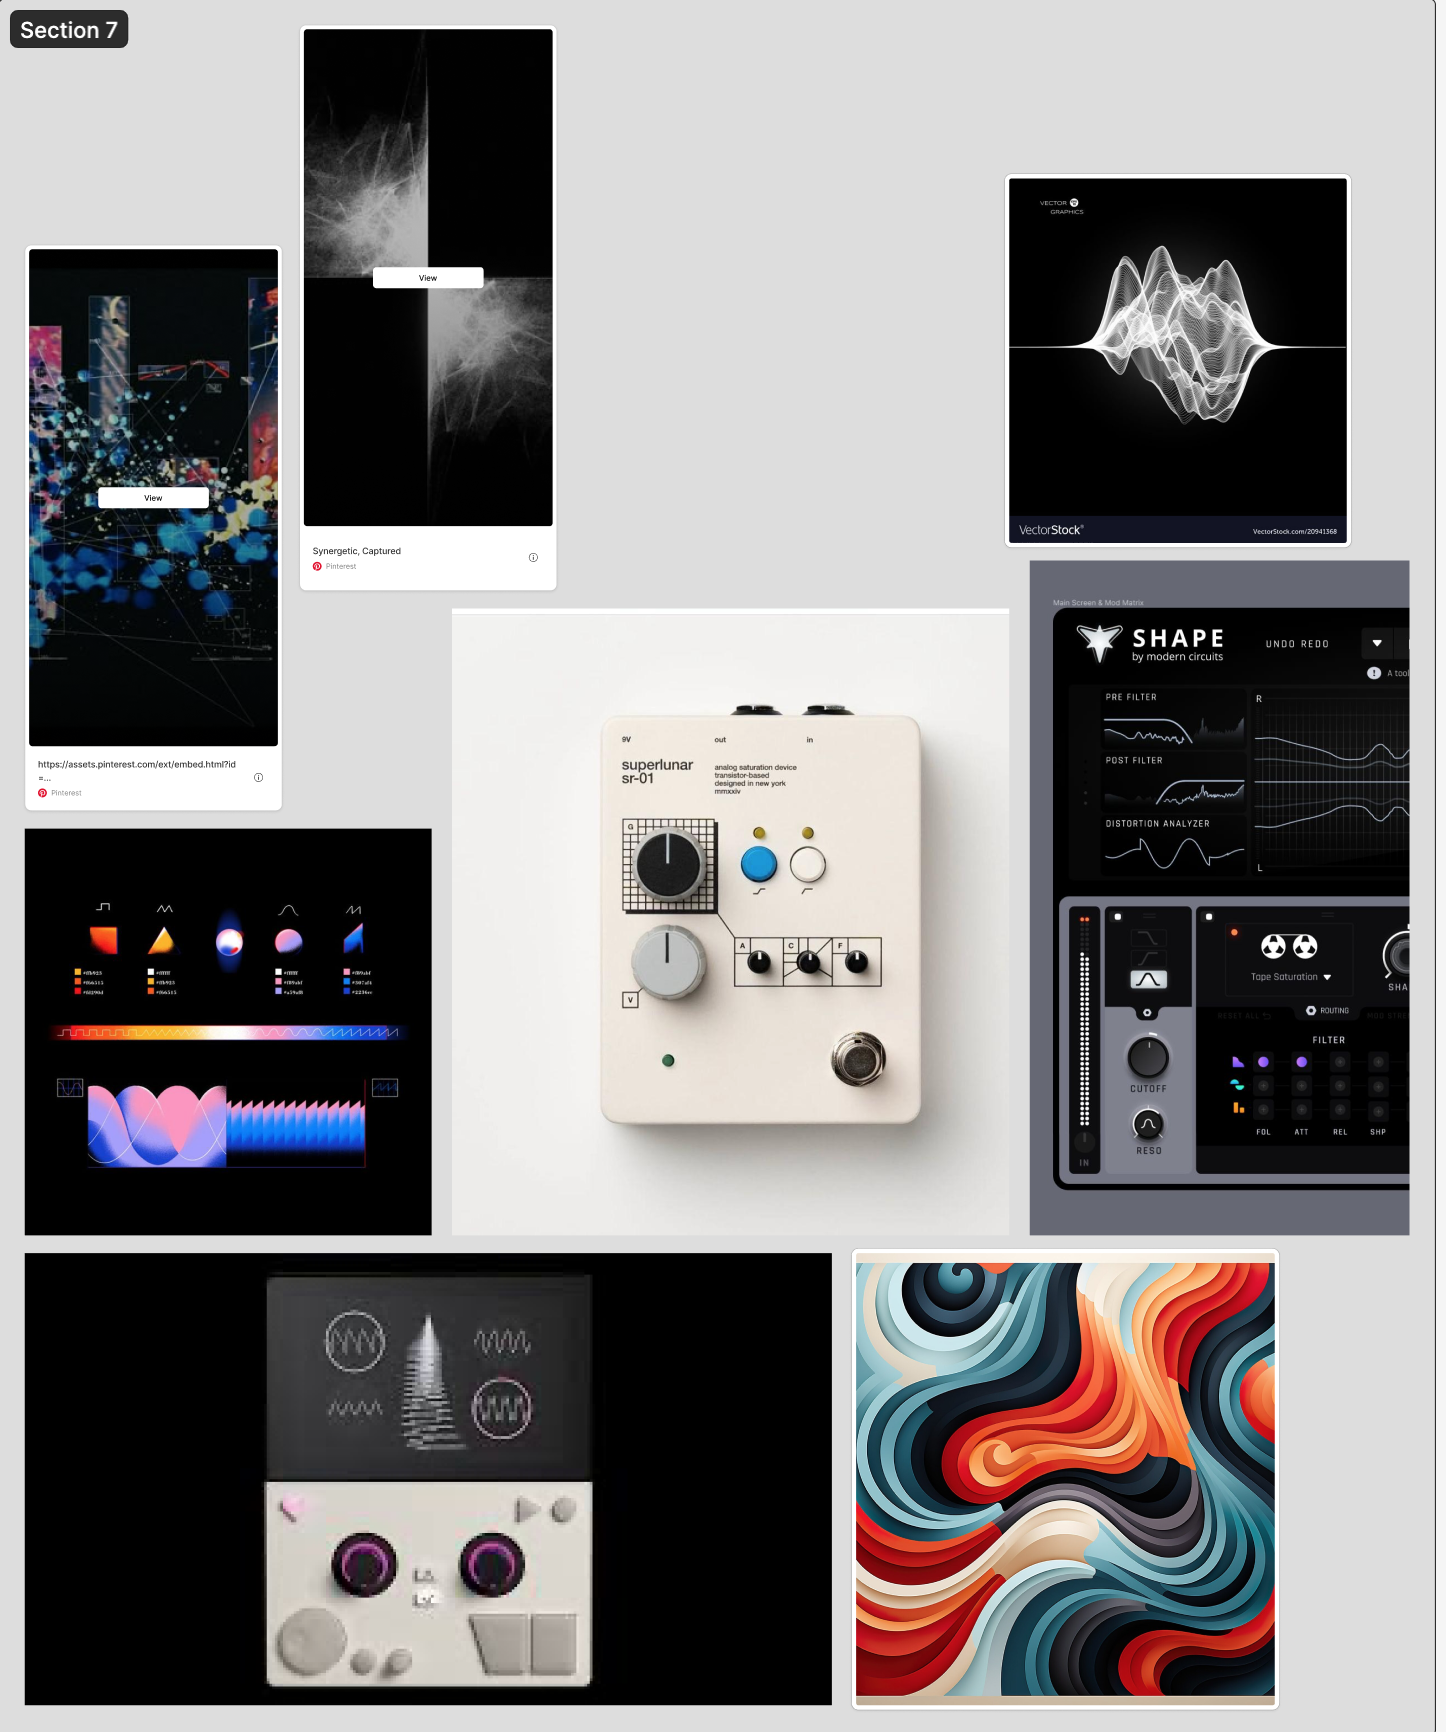 Section 7
View
Synergetic, Captured
Pinterest
VECTOR
GRAPHICS
VectorStock®
VectorStock.com/20941368
View
https://assets.pinterest.com/ext/embed.html?id
=...
Pinterest
9V
out
in
superlunar
sr-01
analog saturation device
transistor-based
designed in new york
mmxxiv
G
A
C
F
V
Main Screen & Mod Matrix
SHAPE
by modern circuits
UNDO REDO
A tool
PRE FILTER
POST FILTER
DISTORTION ANALYZER
R
L
Tape Saturation
SHA
RESET ALL
ROUTING
FILTER
CUTOFF
RESO
IN
FOL
ATT
REL
SHP